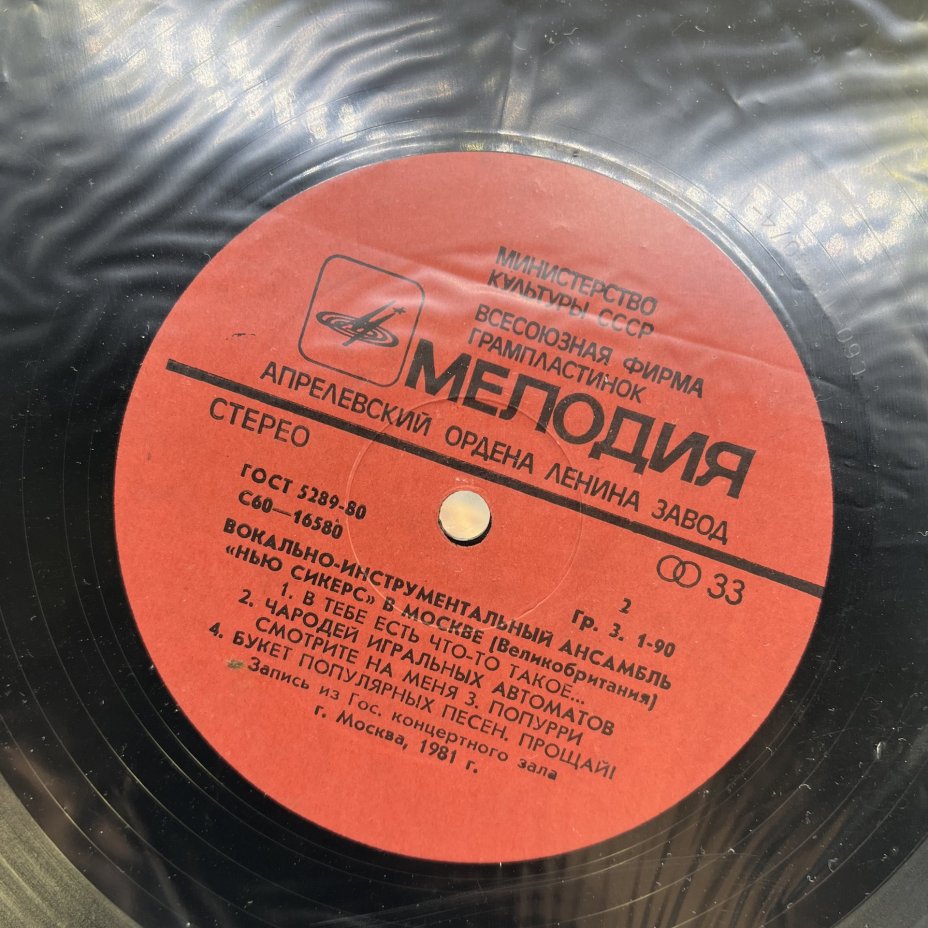 МИНИСТЕРСТВО
КУЛЬТУРЫ СССР
ВСЕСОЮЗНАЯ ФИРМА
ГРАМПЛАСТИНОК
МЕЛОДИЯ
АПРЕЛЕВСКИЙ ОРДЕНА ЛЕНИНА ЗАВОД
СТЕРЕО
33
ГОСТ 5289-80
С60—16580
2
Гр. 3. 1-90
ВОКАЛЬНО-ИНСТРУМЕНТАЛЬНЫЙ АНСАМБЛЬ
«НЬЮ СИКЕРС» В МОСКВЕ (Великобритания)
1. В ТЕБЕ ЕСТЬ ЧТО-ТО ТАКОЕ...
2. ЧАРОДЕЙ ИГРАЛЬНЫХ АВТОМАТОВ
СМОТРИТЕ НА МЕНЯ 3. ПОПУРРИ
4. БУКЕТ ПОПУЛЯРНЫХ ПЕСЕН, ПРОЩАЙ!
Запись из Гос. концертного зала
г. Москва, 1981 г.